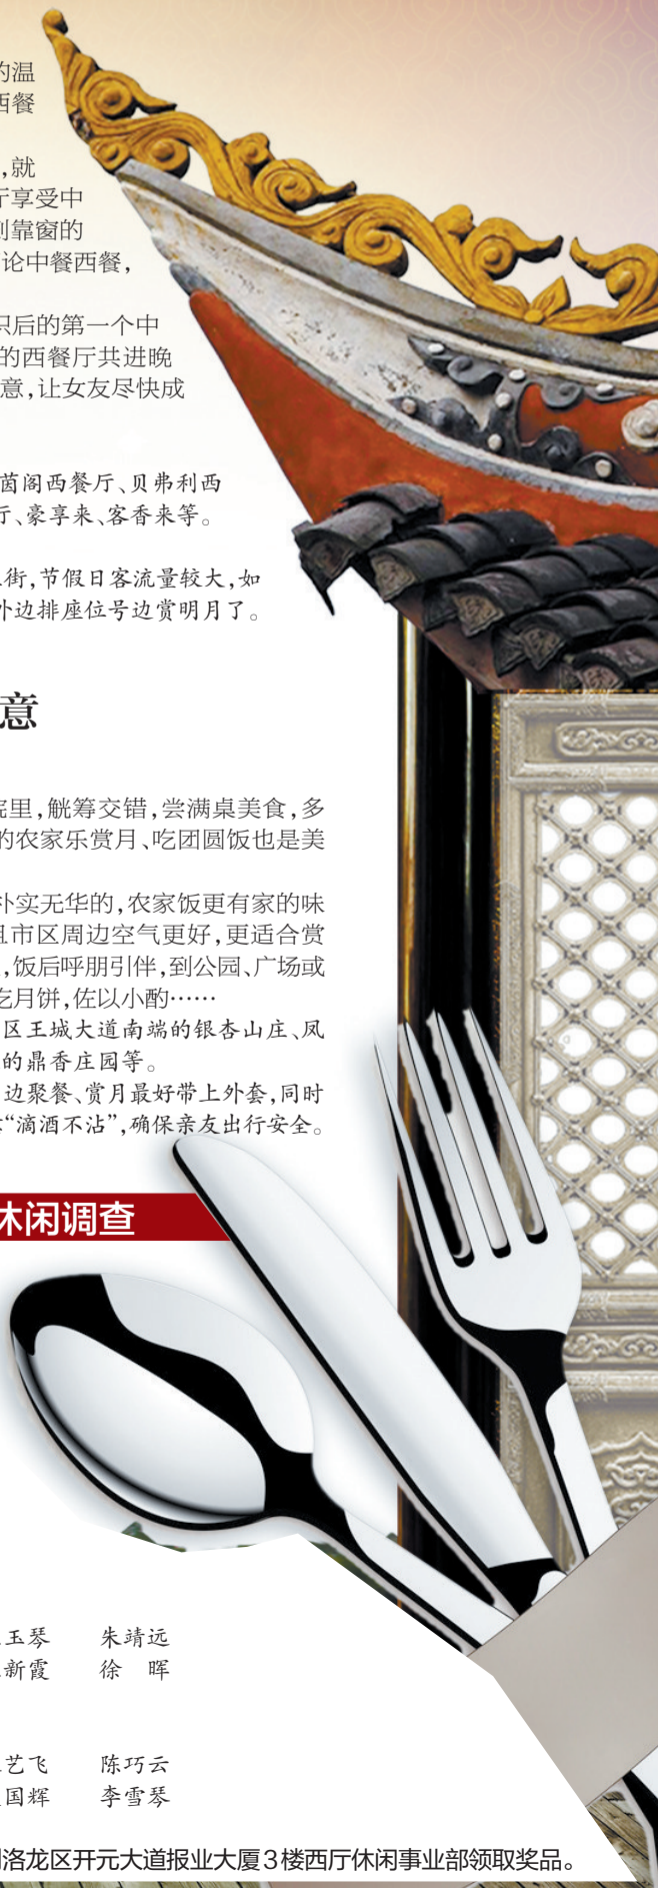 的温
西餐
,就
厅享受中
到靠窗的
论中餐西餐,
识后的第一个中
的西餐厅共进晚
意,让女友尽快成
茵阁西餐厅、贝弗利西
厅、豪享来、客香来等。
街,节假日客流量较大,如
外边排座位号边赏明月了。
意
院里,觥筹交错,尝满桌美食,多
的农家乐赏月、吃团圆饭也是美
朴实无华的,农家饭更有家的味
且市区周边空气更好,更适合赏
,饭后呼朋引伴,到公园、广场或
吃月饼,佐以小酌……
区王城大道南端的银杏山庄、凤
的鼎香庄园等。
边聚餐、赏月最好带上外套,同时
“滴酒不沾”,确保亲友出行安全。
休闲调查
玉琴 朱靖远
新霞 徐 晖
艺飞 陈巧云
国辉 李雪琴
到洛龙区开元大道报业大厦3楼西厅休闲事业部领取奖品。